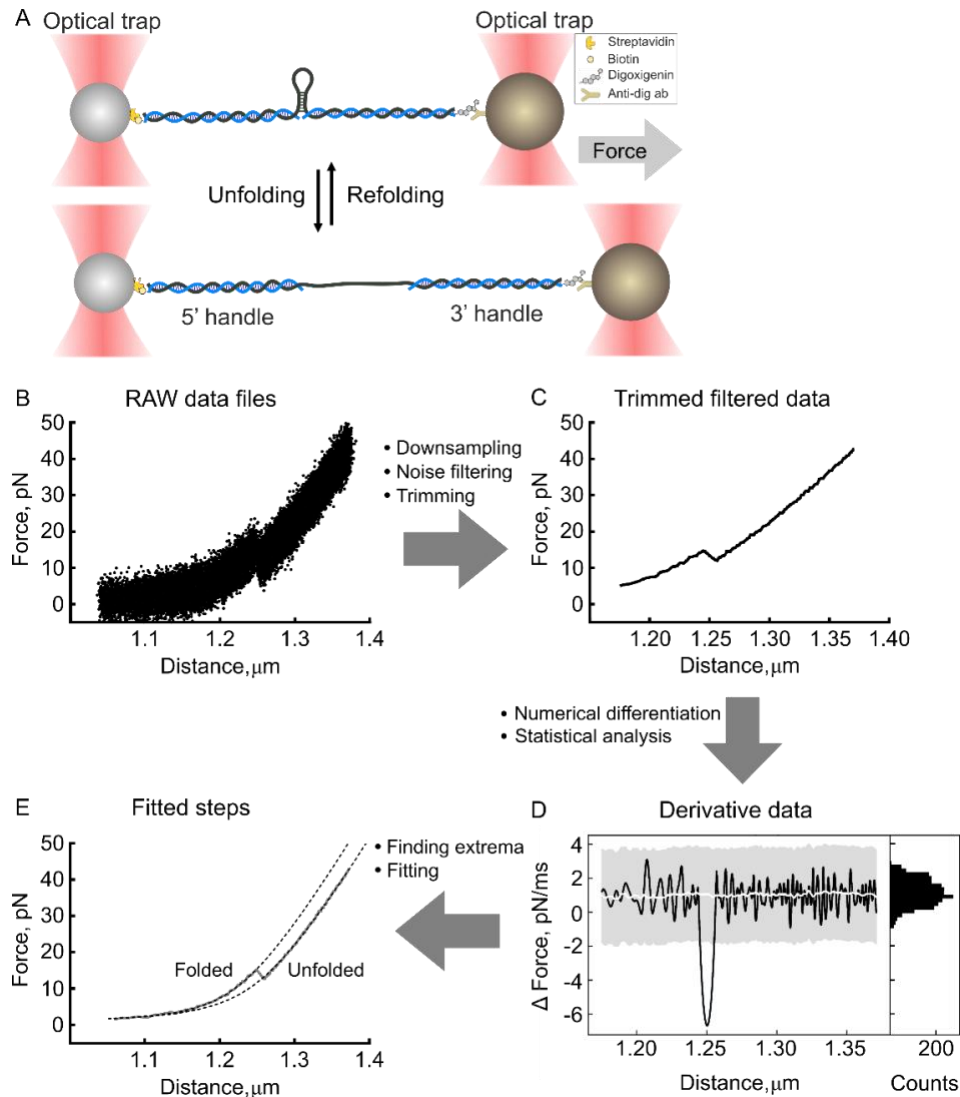 A
Optical trap
Optical trap
Streptavidin
Biotin
Digoxigenin
Anti-dig ab
Force
Unfolding
Refolding
5' handle
3' handle
B
RAW data files
50
40
30
20
10
0
Force, pN
1.1
1.2
1.3
1.4
Distance,μm
• Downsampling
• Noise filtering
• Trimming
C
Trimmed filtered data
50
40
30
20
10
0
Force, pN
1.20
1.25
1.30
1.35
1.40
Distance,μm
• Numerical differentiation
• Statistical analysis
E
Fitted steps
50
40
30
20
10
0
Force, pN
Folded
Unfolded
1.1
1.2
1.3
1.4
Distance,μm
• Finding extrema
• Fitting
D
Derivative data
4
2
0
-2
-4
-6
Δ Force, pN/ms
1.20
1.25
1.30
1.35
200
Distance,μm
Counts